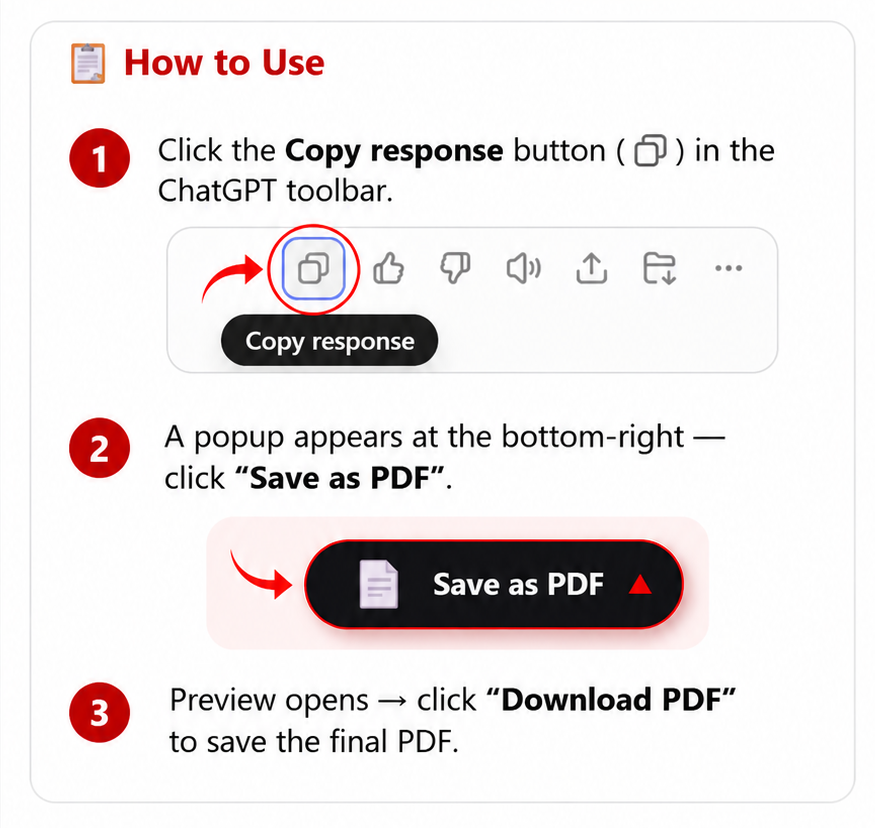 How to Use
1
Click the Copy response button ( ) in the
ChatGPT toolbar.
Copy response
2
A popup appears at the bottom-right —
click “Save as PDF”.
Save as PDF
3
Preview opens → click “Download PDF”
to save the final PDF.